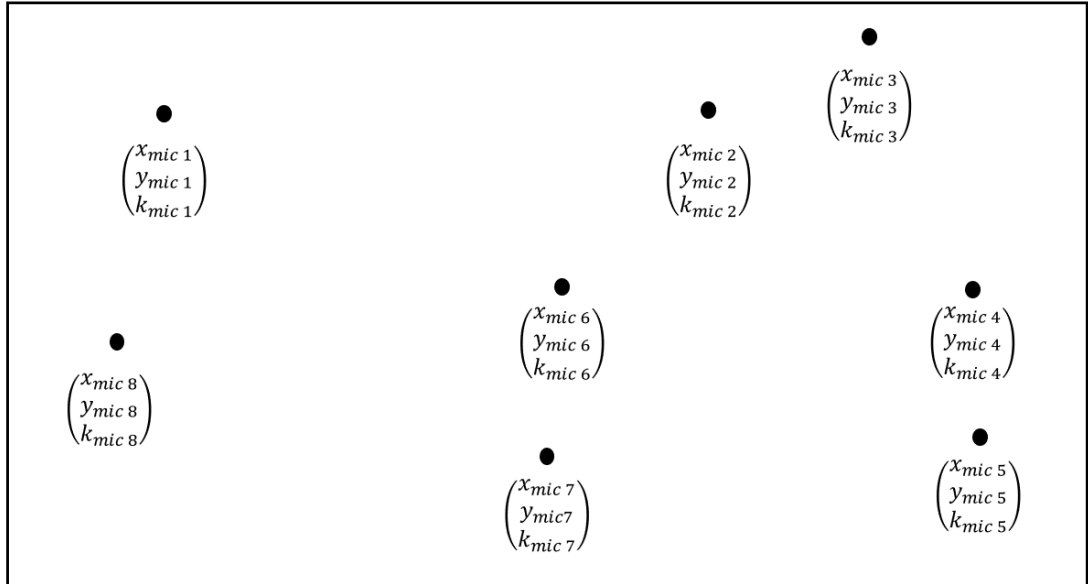 x_mic 3
y_mic 3
k_mic 3
x_mic 1
y_mic 1
k_mic 1
x_mic 2
y_mic 2
k_mic 2
x_mic 6
y_mic 6
k_mic 6
x_mic 4
y_mic 4
k_mic 4
x_mic 8
y_mic 8
k_mic 8
x_mic 7
y_mic7
k_mic 7
x_mic 5
y_mic 5
k_mic 5